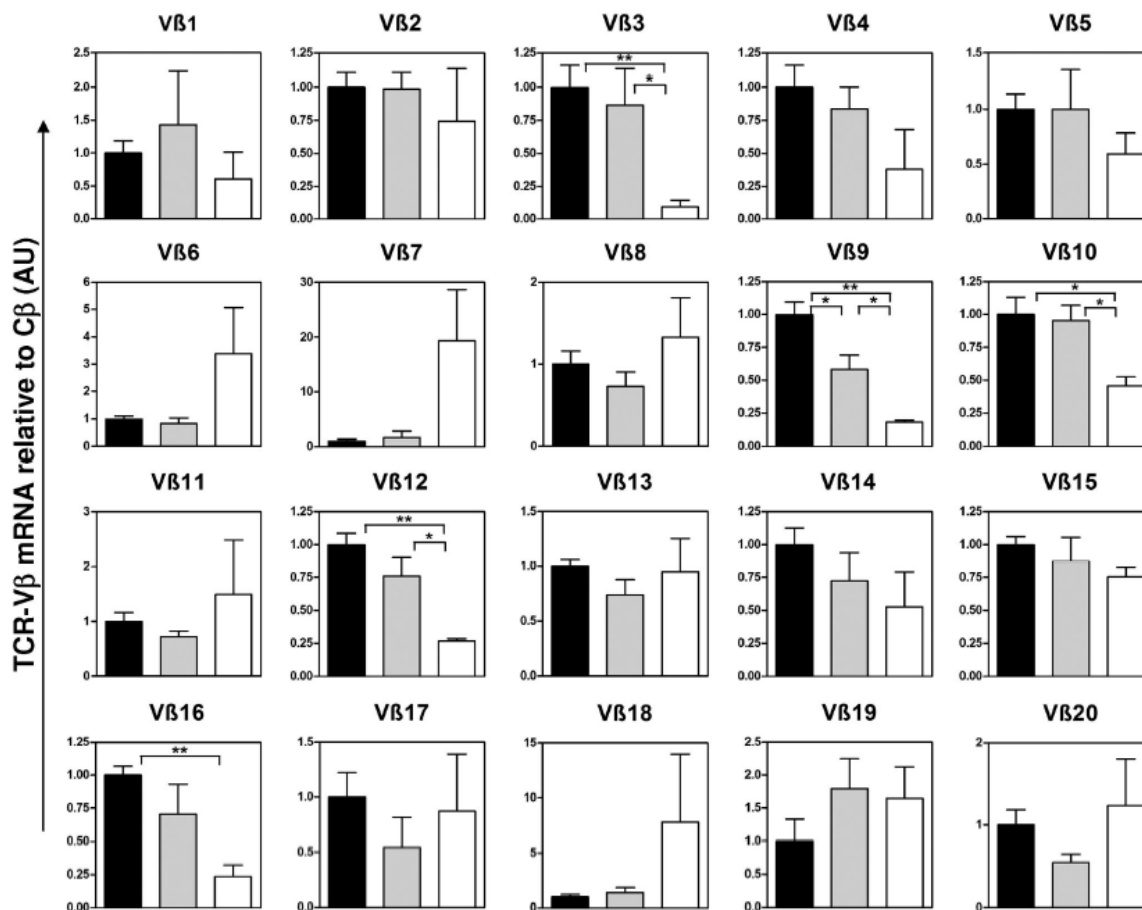 TCR-Vβ mRNA relative to Cβ (AU)
Vß1 Vß2 Vß3 Vß4 Vß5
2.5 1.25 1.25 1.25 1.5
2.0 1.00 ** 1.00 1.00
1.5 0.75 * 0.75 0.75 1.0
1.0 0.50 0.50 0.50 0.5
0.5 0.25 0.25 0.25
0.0 0.00 0.00 0.00 0.0
Vß6 Vß7 Vß8 Vß9 Vß10
6 30 2 1.25 1.25
5 ** *
4 20 1.00 * * 1.00 *
3 1 0.75 0.75
2 10 0.50 0.50
1 0.25 0.25
0 0 0 0.00 0.00
Vß11 Vß12 Vß13 Vß14 Vß15
3 1.25 1.5 1.25 1.25
** 
2 1.00 * 1.0 1.00 1.00
0.75 0.75 0.75
1 0.50 0.5 0.50 0.50
0.25 0.25 0.25
0 0.00 0.0 0.00 0.00
Vß16 Vß17 Vß18 Vß19 Vß20
1.25 1.5 15 2.5 2
** 
1.00 1.0 10 2.0
0.75 1.5 1
0.50 0.5 5 1.0
0.25 0.5
0.00 0.0 0 0.0 0